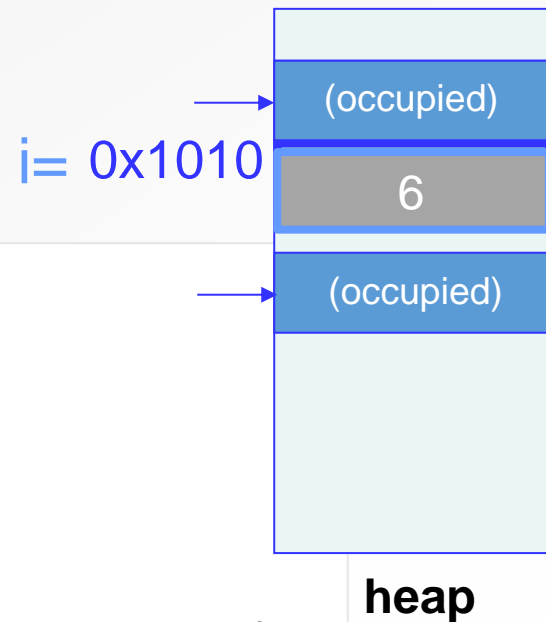 (occupied)
i= 0x1010
6
(occupied)
heap